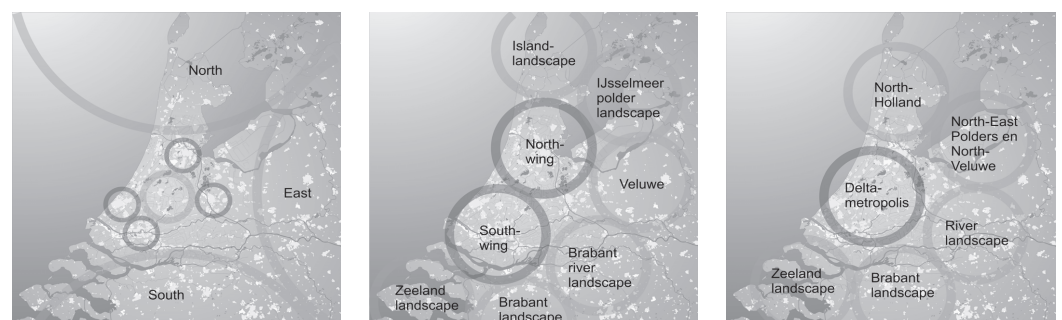 North
East
South
Island-
landscape
IJsselmeer
polder
landscape
North-
wing
Veluwe
South-
wing
Brabant
river
landscape
Zeeland
landscape
Brabant
landscape
North-
Holland
North-East
Polders en
North-
Veluwe
Delta-
metropolis
River
landscape
Zeeland
landscape
Brabant
landscape